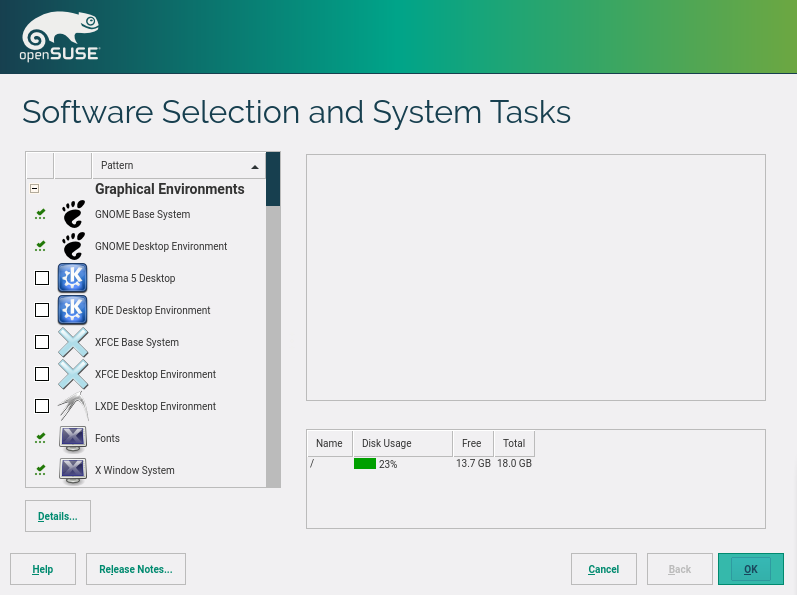 openSUSE
Software Selection and System Tasks
Pattern
Graphical Environments
GNOME Base System
GNOME Desktop Environment
Plasma 5 Desktop
KDE Desktop Environment
XFCE Base System
XFCE Desktop Environment
LXDE Desktop Environment
Fonts
X Window System
Name Disk Usage Free Total
/ 23% 13.7 GB 18.0 GB
Details...
Help Release Notes... Cancel Back OK